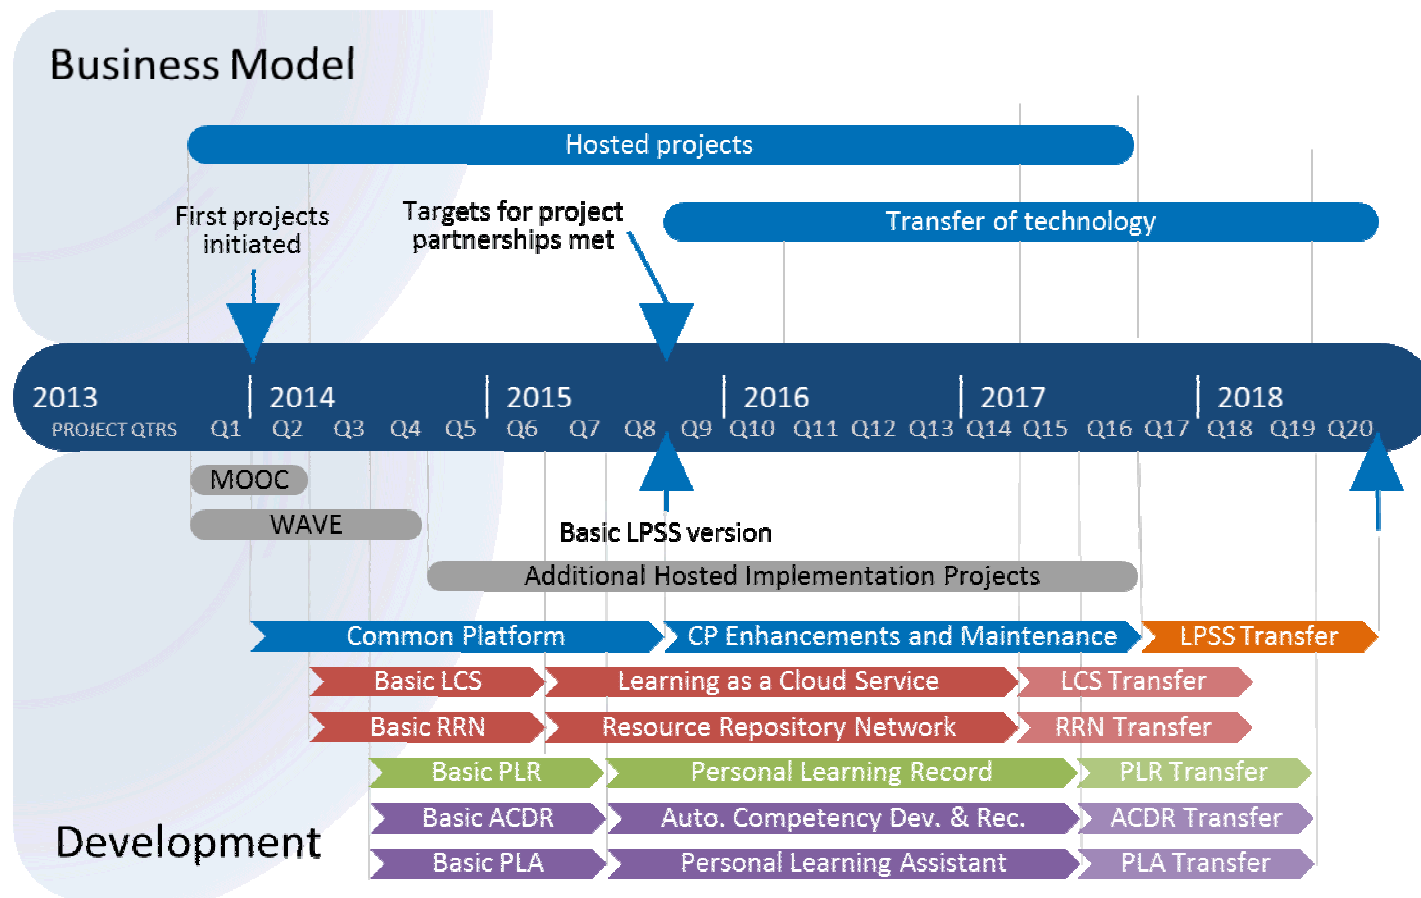 Business Model
Hosted projects
First projects
initiated
Targets for project
partnerships met
Transfer of technology
2013 2014 2015 2016 2017 2018
PROJECT QTRS Q1 Q2 Q3 Q4 Q5 Q6 Q7 Q8 Q9 Q10 Q11 Q12 Q13 Q14 Q15 Q16 Q17 Q18 Q19 Q20
MOOC
WAVE
Basic LPSS version
Additional Hosted Implementation Projects
Common Platform CP Enhancements and Maintenance LPSS Transfer
Basic LCS Learning as a Cloud Service LCS Transfer
Basic RRN Resource Repository Network RRN Transfer
Basic PLR Personal Learning Record PLR Transfer
Basic ACDR Auto. Competency Dev. & Rec. ACDR Transfer
Development
Basic PLA Personal Learning Assistant PLA Transfer